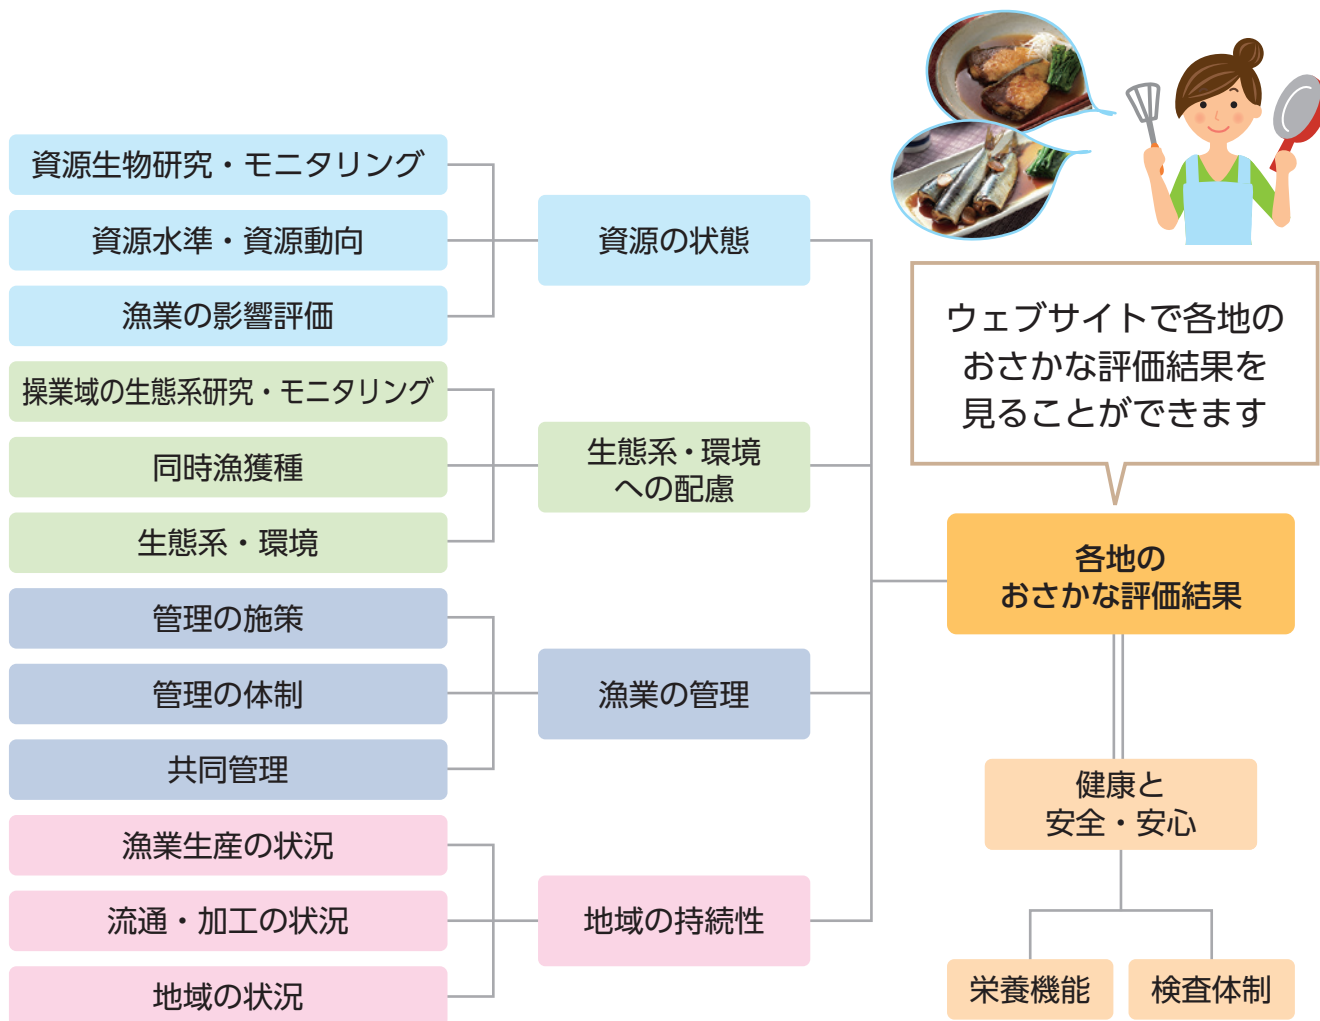 資源生物研究・モニタリング
資源水準・資源動向
漁業の影響評価
資源の状態
操業域の生態系研究・モニタリング
同時漁獲種
生態系・環境
生態系・環境
への配慮
管理の施策
管理の体制
共同管理
漁業の管理
漁業生産の状況
流通・加工の状況
地域の状況
地域の持続性
ウェブサイトで各地の
おさかな評価結果を
見ることができます
各地の
おさかな評価結果
健康と
安全・安心
栄養機能
検査体制